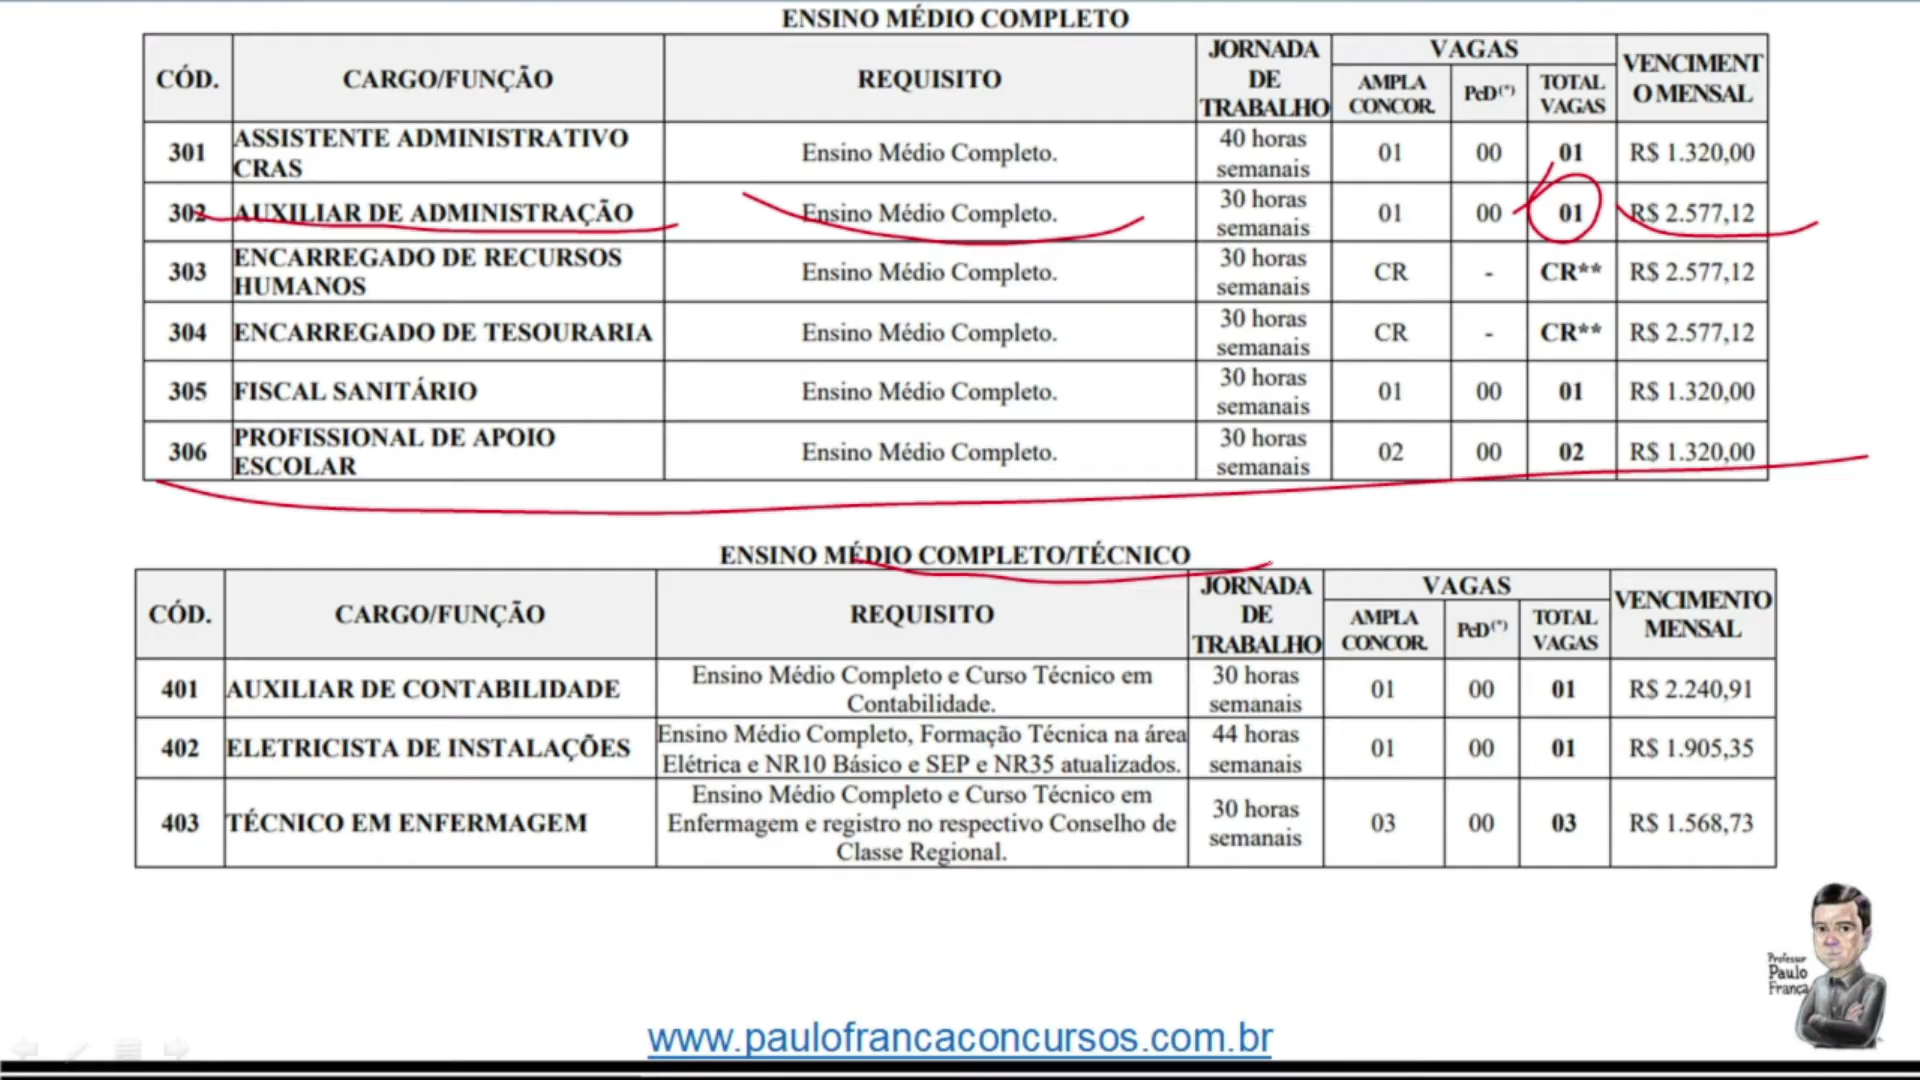 ENSINO MÉDIO COMPLETO
CÓD. CARGO/FUNÇÃO REQUISITO JORNADA DE TRABALHO VAGAS VENCIMENTO MENSAL
AMPLA CONCOR. PcD(*) TOTAL VAGAS
301 ASSISTENTE ADMINISTRATIVO CRAS Ensino Médio Completo. 40 horas semanais 01 00 01 R$ 1.320,00
302 AUXILIAR DE ADMINISTRAÇÃO Ensino Médio Completo. 30 horas semanais 01 00 01 R$ 2.577,12
303 ENCARREGADO DE RECURSOS HUMANOS Ensino Médio Completo. 30 horas semanais CR - CR** R$ 2.577,12
304 ENCARREGADO DE TESOURARIA Ensino Médio Completo. 30 horas semanais CR - CR** R$ 2.577,12
305 FISCAL SANITÁRIO Ensino Médio Completo. 30 horas semanais 01 00 01 R$ 1.320,00
306 PROFISSIONAL DE APOIO ESCOLAR Ensino Médio Completo. 30 horas semanais 02 00 02 R$ 1.320,00
ENSINO MÉDIO COMPLETO/TÉCNICO
CÓD. CARGO/FUNÇÃO REQUISITO JORNADA DE TRABALHO VAGAS VENCIMENTO MENSAL
AMPLA CONCOR. PcD(*) TOTAL VAGAS
401 AUXILIAR DE CONTABILIDADE Ensino Médio Completo e Curso Técnico em Contabilidade. 30 horas semanais 01 00 01 R$ 2.240,91
402 ELETRICISTA DE INSTALAÇÕES Ensino Médio Completo, Formação Técnica na área Elétrica e NR10 Básico e SEP e NR35 atualizados. 44 horas semanais 01 00 01 R$ 1.905,35
403 TÉCNICO EM ENFERMAGEM Ensino Médio Completo e Curso Técnico em Enfermagem e registro no respectivo Conselho de Classe Regional. 30 horas semanais 03 00 03 R$ 1.568,73
Professor
Paulo
França
www.paulofrancaconcursos.com.br